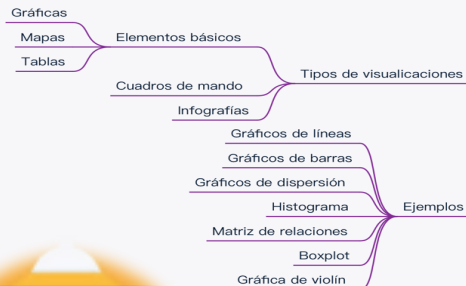 Gráficas
Mapas
Tablas
Elementos básicos
Cuadros de mando
Infografías
Tipos de visualicaciones
Gráficos de líneas
Gráficos de barras
Gráficos de dispersión
Histograma
Matriz de relaciones
Boxplot
Gráfica de violín
Ejemplos